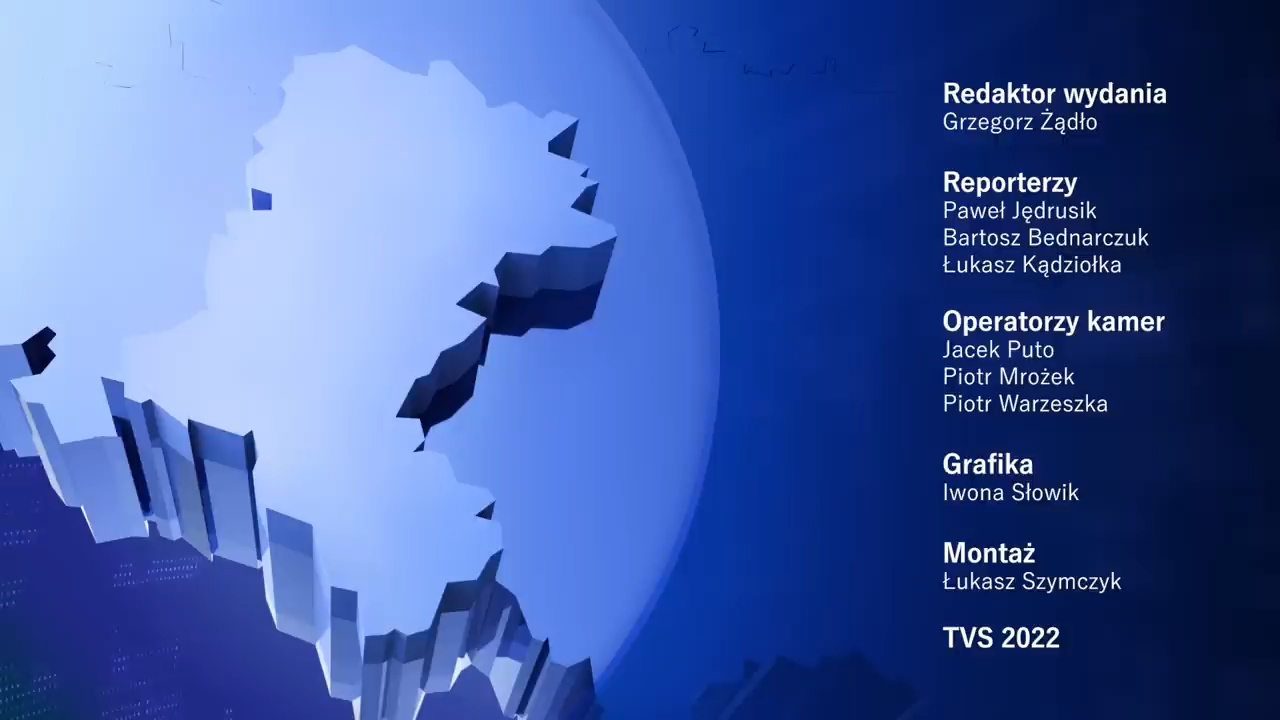 Redaktor wydania
Grzegorz Żądło
Reporterzy
Paweł Jędrusik
Bartosz Bednarczuk
Łukasz Kądziołka
Operatorzy kamer
Jacek Puto
Piotr Mrożek
Piotr Warzeszka
Grafika
Iwona Słowik
Montaż
Łukasz Szymczyk
TVS 2022